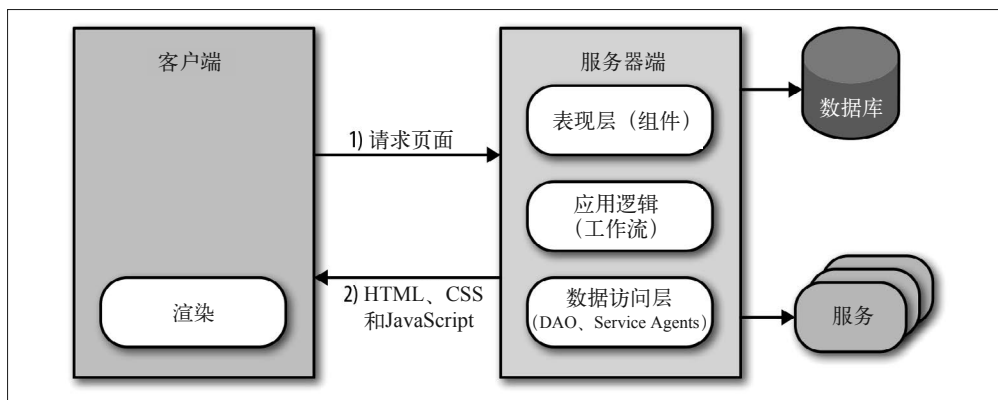 客户端
渲染
1) 请求页面
2) HTML、CSS
和JavaScript
服务器端
表现层（组件）
应用逻辑
（工作流）
数据访问层
（DAO、Service Agents）
数据库
服务